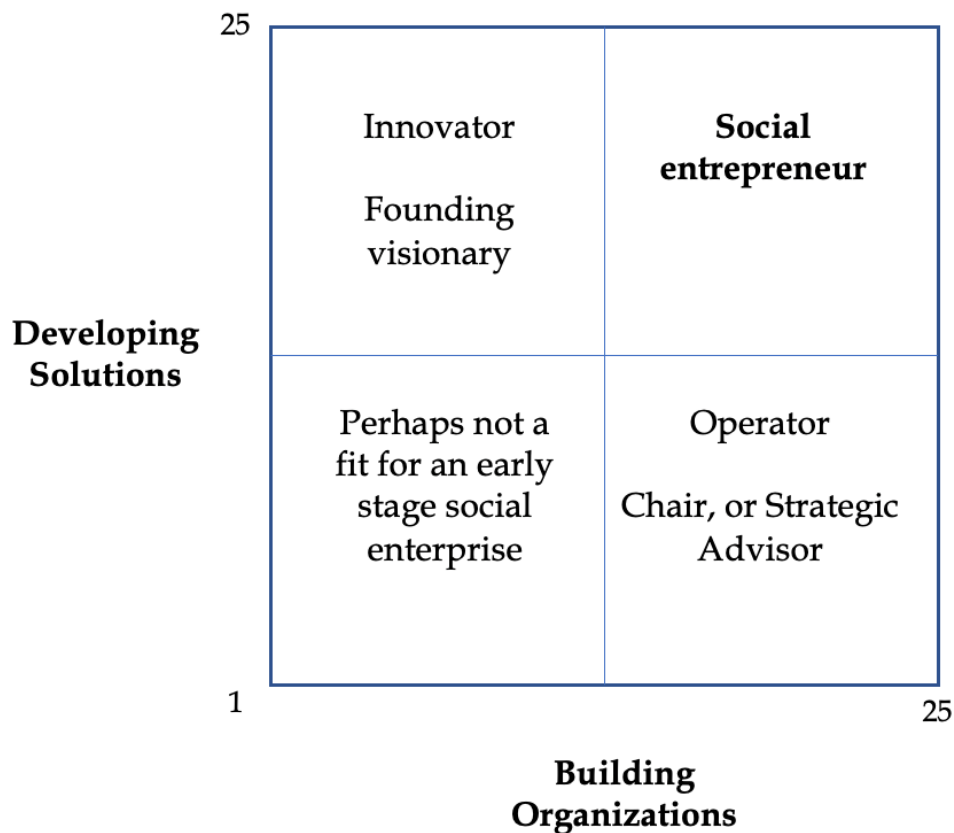 25
Innovator
Founding
visionary
Social
entrepreneur
Developing
Solutions
Perhaps not a
fit for an early
stage social
enterprise
Operator
Chair, or Strategic
Advisor
1
25
Building
Organizations